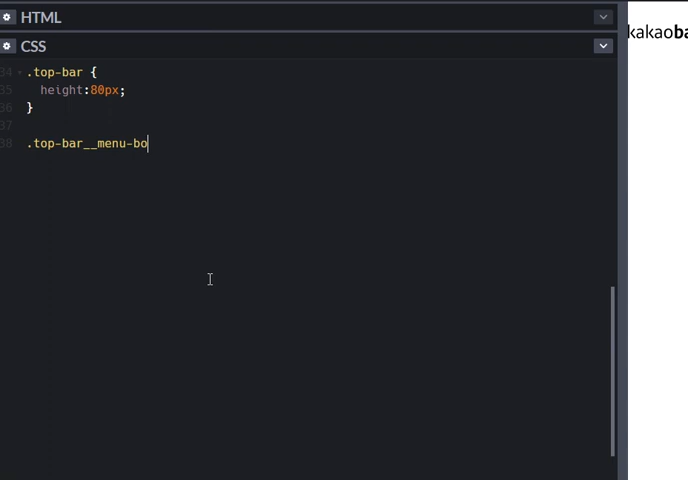 HTML
CSS
34 .top-bar {
35 height:80px;
36 }
37
38 .top-bar__menu-bo
kakaoba